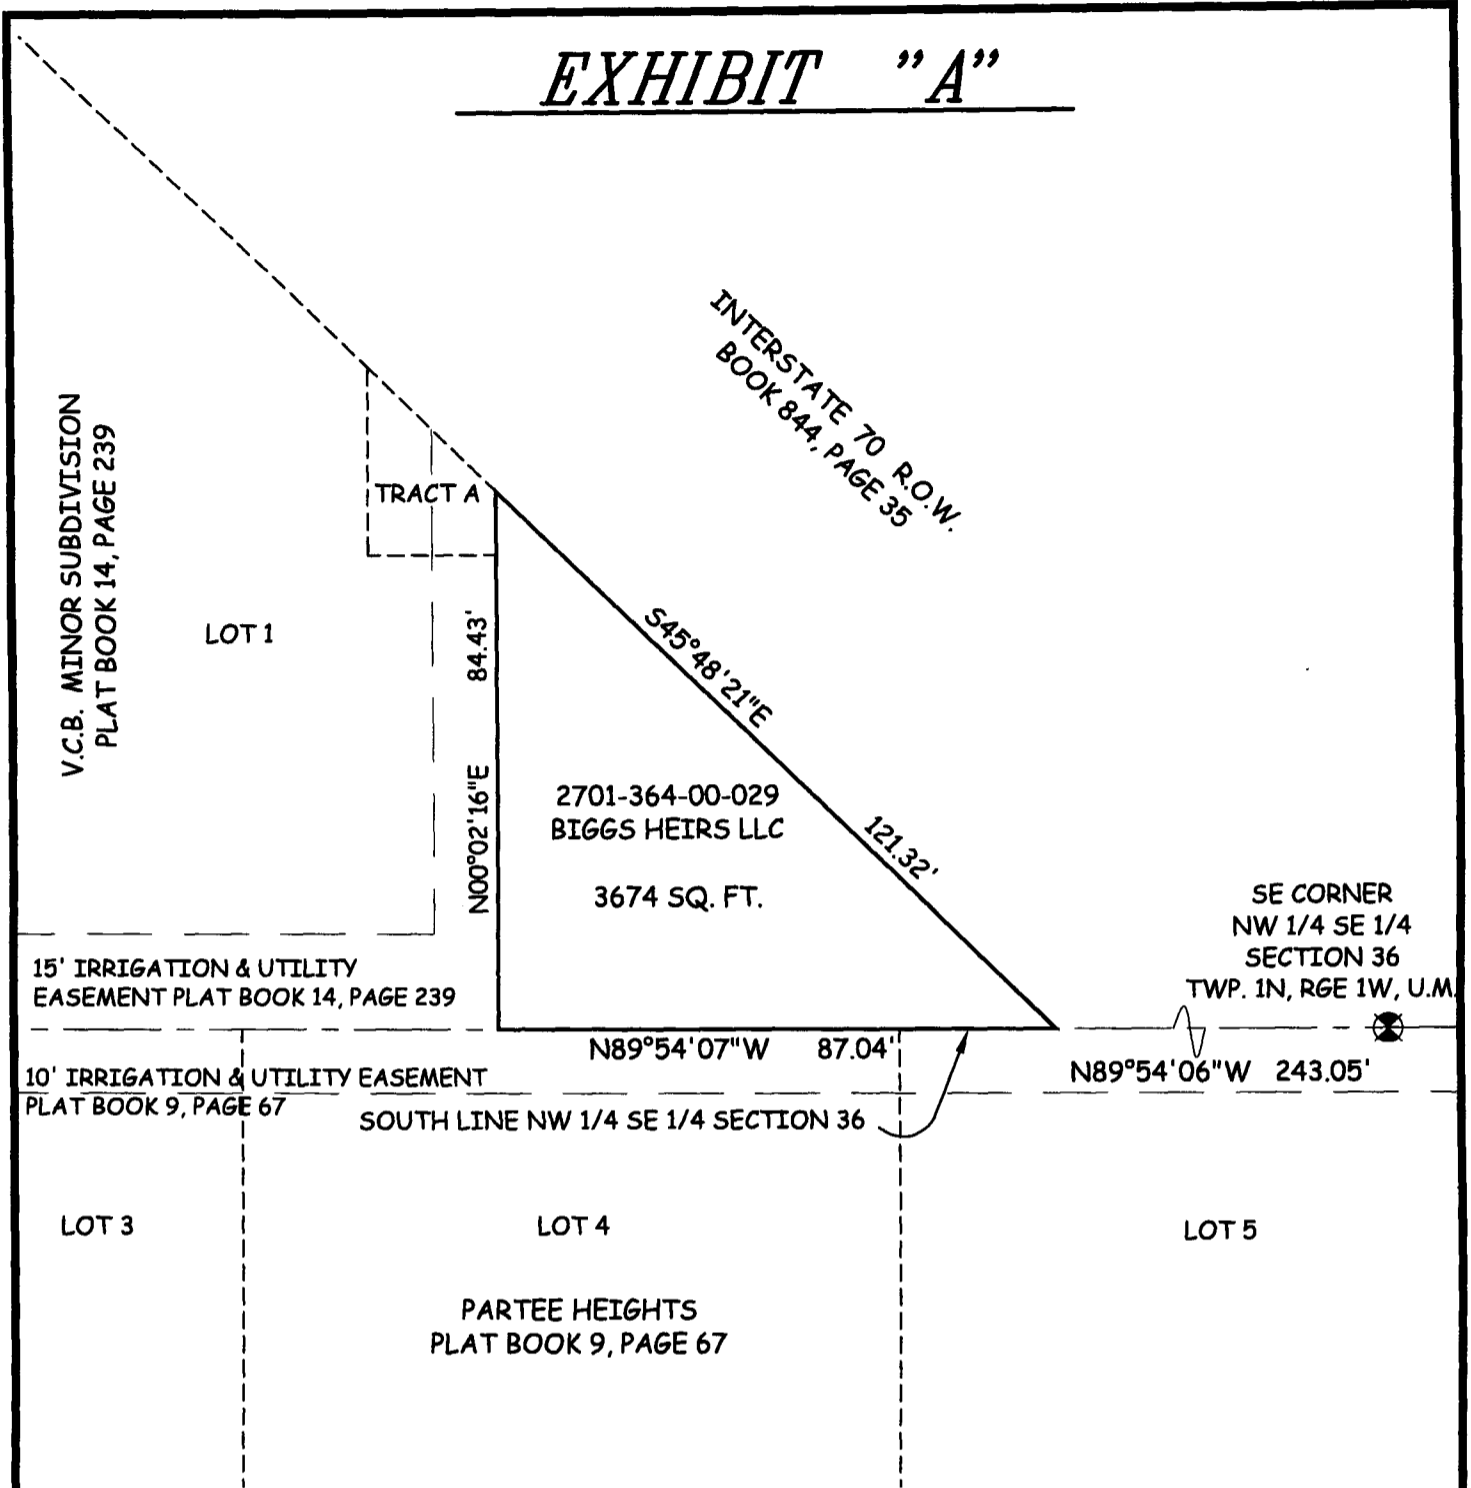 EXHIBIT "A"
INTERSTATE 70 R.O.W.
BOOK 844, PAGE 35
V.C.B. MINOR SUBDIVISION
PLAT BOOK 14, PAGE 239
TRACT A
LOT 1
84.43'
N00°02'16"E
S45°48'21"E
121.32'
2701-364-00-029
BIGGS HEIRS LLC
3674 SQ. FT.
SE CORNER
NW 1/4 SE 1/4
SECTION 36
TWP. 1N, RGE 1W, U.M.
15' IRRIGATION & UTILITY
EASEMENT PLAT BOOK 14, PAGE 239
N89°54'07"W 87.04'
N89°54'06"W 243.05'
10' IRRIGATION & UTILITY EASEMENT
PLAT BOOK 9, PAGE 67
SOUTH LINE NW 1/4 SE 1/4 SECTION 36
LOT 3
LOT 4
LOT 5
PARTEE HEIGHTS
PLAT BOOK 9, PAGE 67